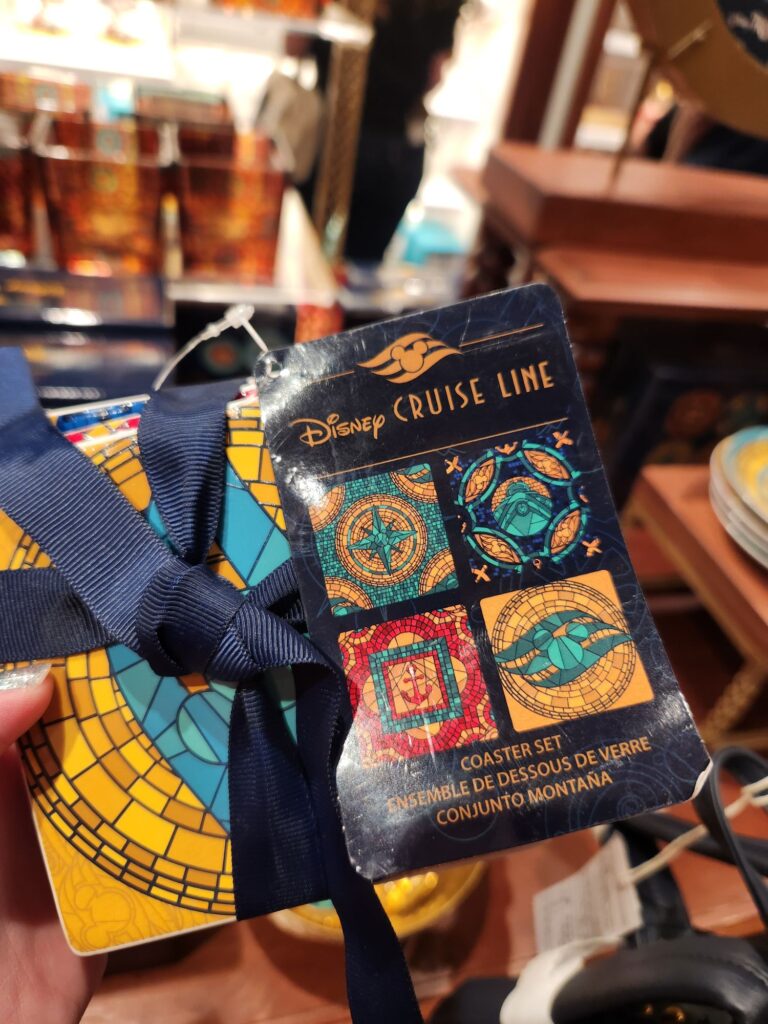 Disney CRUISE LINE
COASTER SET
ENSEMBLE DE DESSOUS DE VERRE
CONJUNTO MONTAÑA